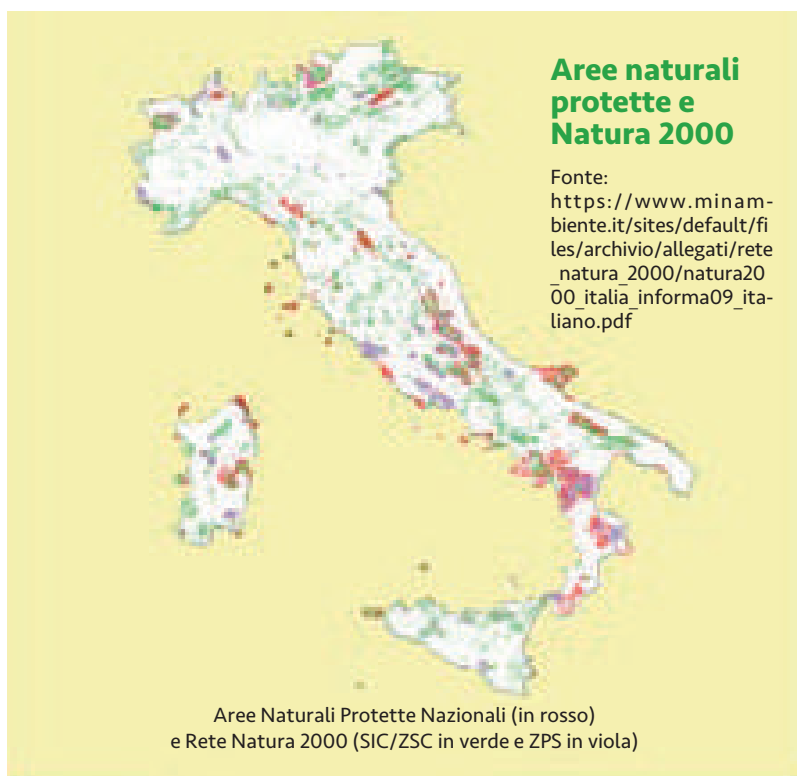 Aree naturali
protette e
Natura 2000
Fonte:
https://www.minam-
biente.it/sites/default/fi
les/archivio/allegati/rete
_natura_2000/natura20
00_italia_informa09_ita-
liano.pdf
Aree Naturali Protette Nazionali (in rosso)
e Rete Natura 2000 (SIC/ZSC in verde e ZPS in viola)